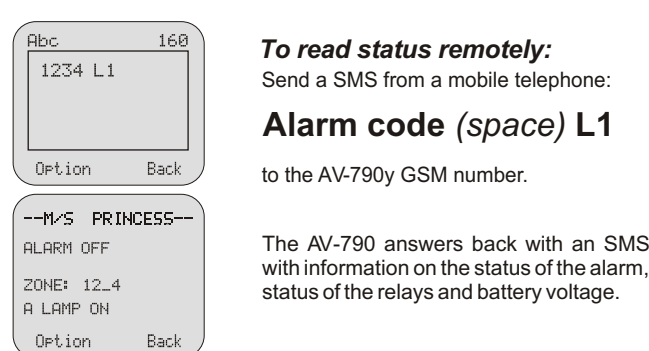 Abc 160
1234 L1
Option Back
To read status remotely:
Send a SMS from a mobile telephone:
Alarm code (space) L1
to the AV-790y GSM number.
--M/S PRINCESS--
ALARM OFF
ZONE: 12_4
A LAMP ON
Option Back
The AV-790 answers back with an SMS
with information on the status of the alarm,
status of the relays and battery voltage.